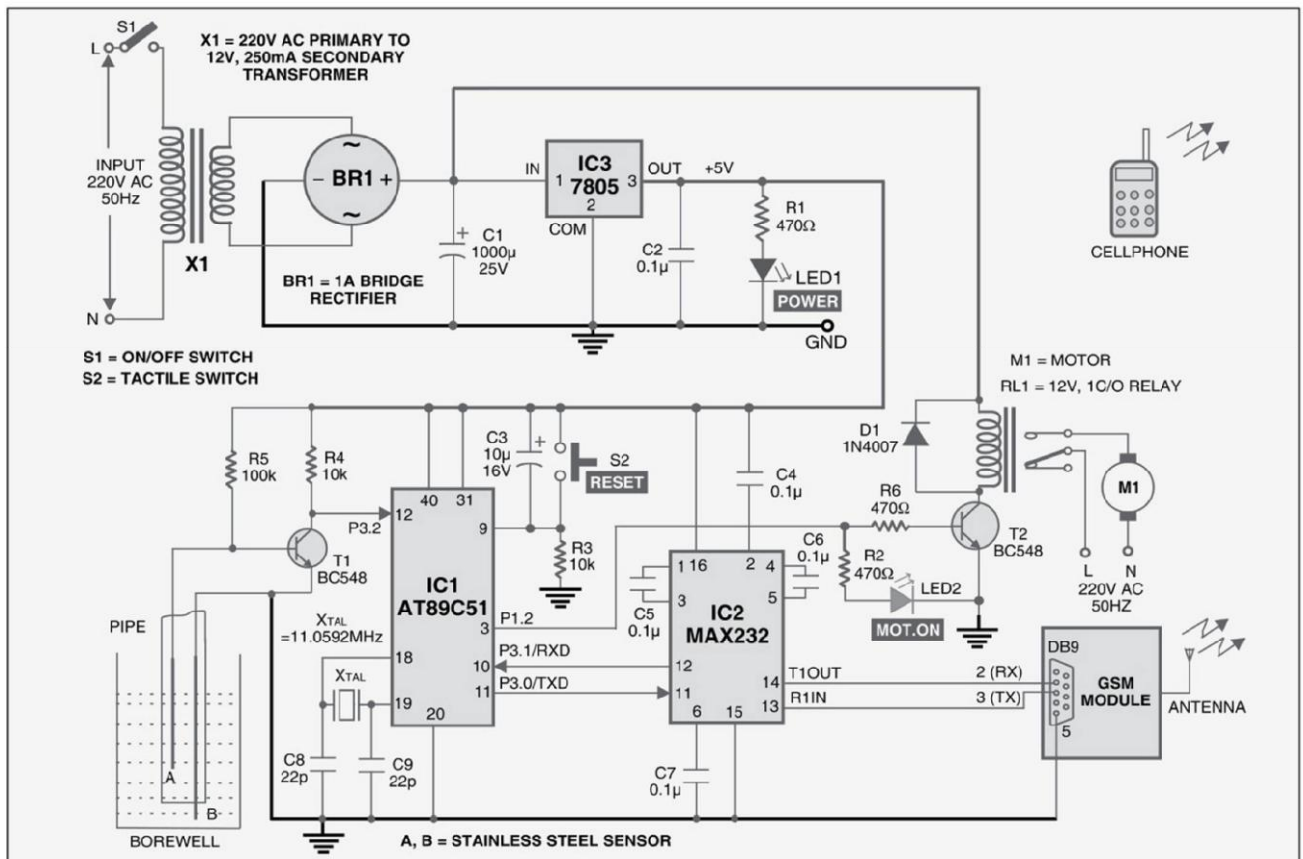 S1
L
X1 = 220V AC PRIMARY TO
12V, 250mA SECONDARY
TRANSFORMER
INPUT
220V AC
50Hz
N
X1
~
– BR1 +
~
BR1 = 1A BRIDGE
RECTIFIER
+
C1
1000µ
25V
IN
1
IC3
7805
3
2
COM
OUT
+5V
C2
0.1µ
R1
470Ω
LED1
POWER
GND
CELLPHONE
S1 = ON/OFF SWITCH
S2 = TACTILE SWITCH
M1 = MOTOR
RL1 = 12V, 1C/O RELAY
D1
1N4007
M1
L
N
220V AC
50HZ
R5
100k
R4
10k
C3
10µ
16V
+
S2
RESET
R3
10k
C4
0.1µ
R6
470Ω
T2
BC548
R2
470Ω
LED2
MOT.ON
P3.2
T1
BC548
40
31
12
9
IC1
AT89C51
3
18
10
11
19
20
P1.2
P3.1/RXD
P3.0/TXD
XTAL
=11.0592MHz
XTAL
C8
22p
C9
22p
C5
0.1µ
C6
0.1µ
1
16
2
4
3
5
IC2
MAX232
12
14
11
13
6
15
T1OUT
R1IN
C7
0.1µ
2 (RX)
3 (TX)
DB9
5
GSM
MODULE
ANTENNA
PIPE
A
B
BOREWELL
A, B = STAINLESS STEEL SENSOR